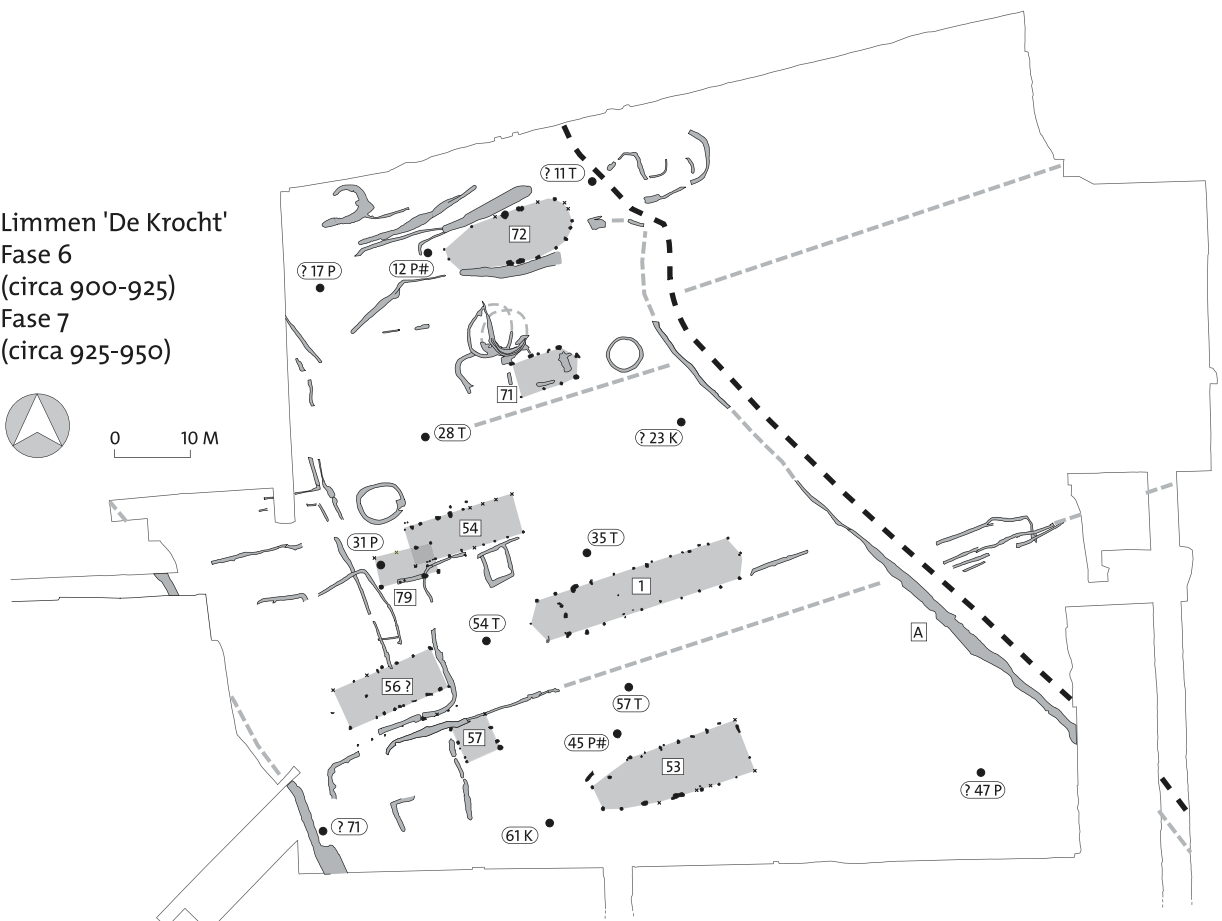 Limmen 'De Krocht'
Fase 6
(circa 900-925)
Fase 7
(circa 925-950)
0 10 M
? 11 T
72
12 P#
? 17 P
71
28 T
? 23 K
54
31 P
35 T
79
1
54 T
A
56 ?
57 T
57
45 P#
53
? 47 P
? 71
61 K